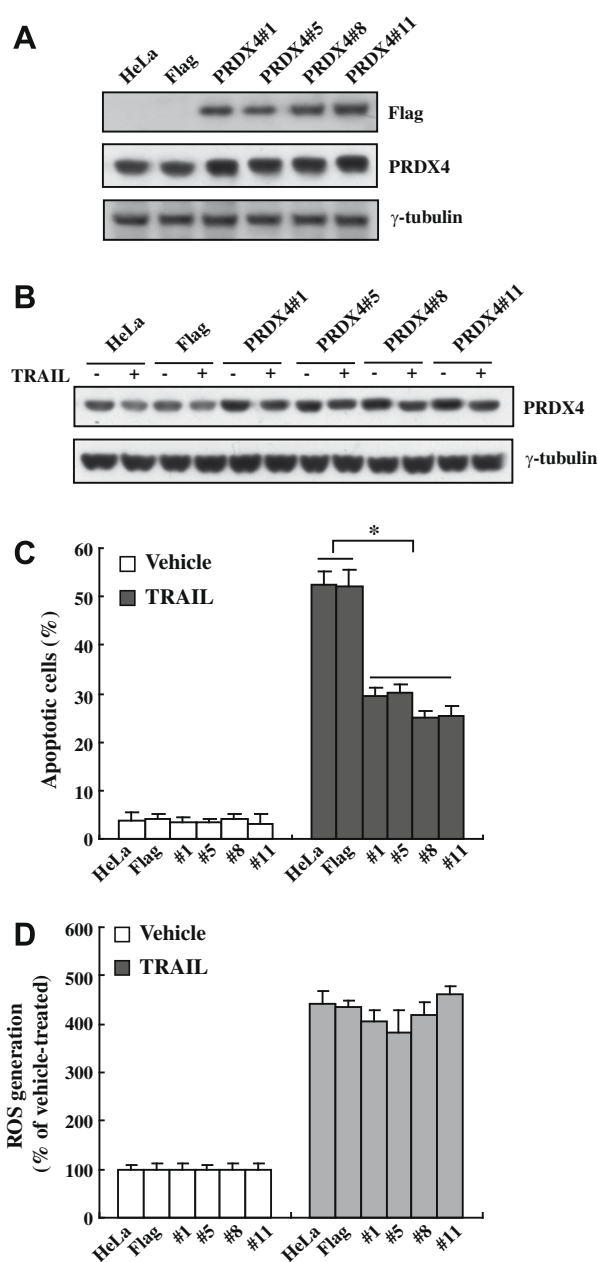 A
HeLa Flag PRDX4#1 PRDX4#5 PRDX4#8 PRDX4#11
Flag
PRDX4
γ-tubulin
B
HeLa Flag PRDX4#1 PRDX4#5 PRDX4#8 PRDX4#11
TRAIL - + - + - + - + - + - +
PRDX4
γ-tubulin
C
Apoptotic cells (%)
60
50
40
30
20
10
0
Vehicle
TRAIL
*
HeLa Flag #1 #5 #8 #11 HeLa Flag #1 #5 #8 #11
D
ROS generation
(% of vehicle-treated)
600
500
400
300
200
100
0
Vehicle
TRAIL
HeLa Flag #1 #5 #8 #11 HeLa Flag #1 #5 #8 #11